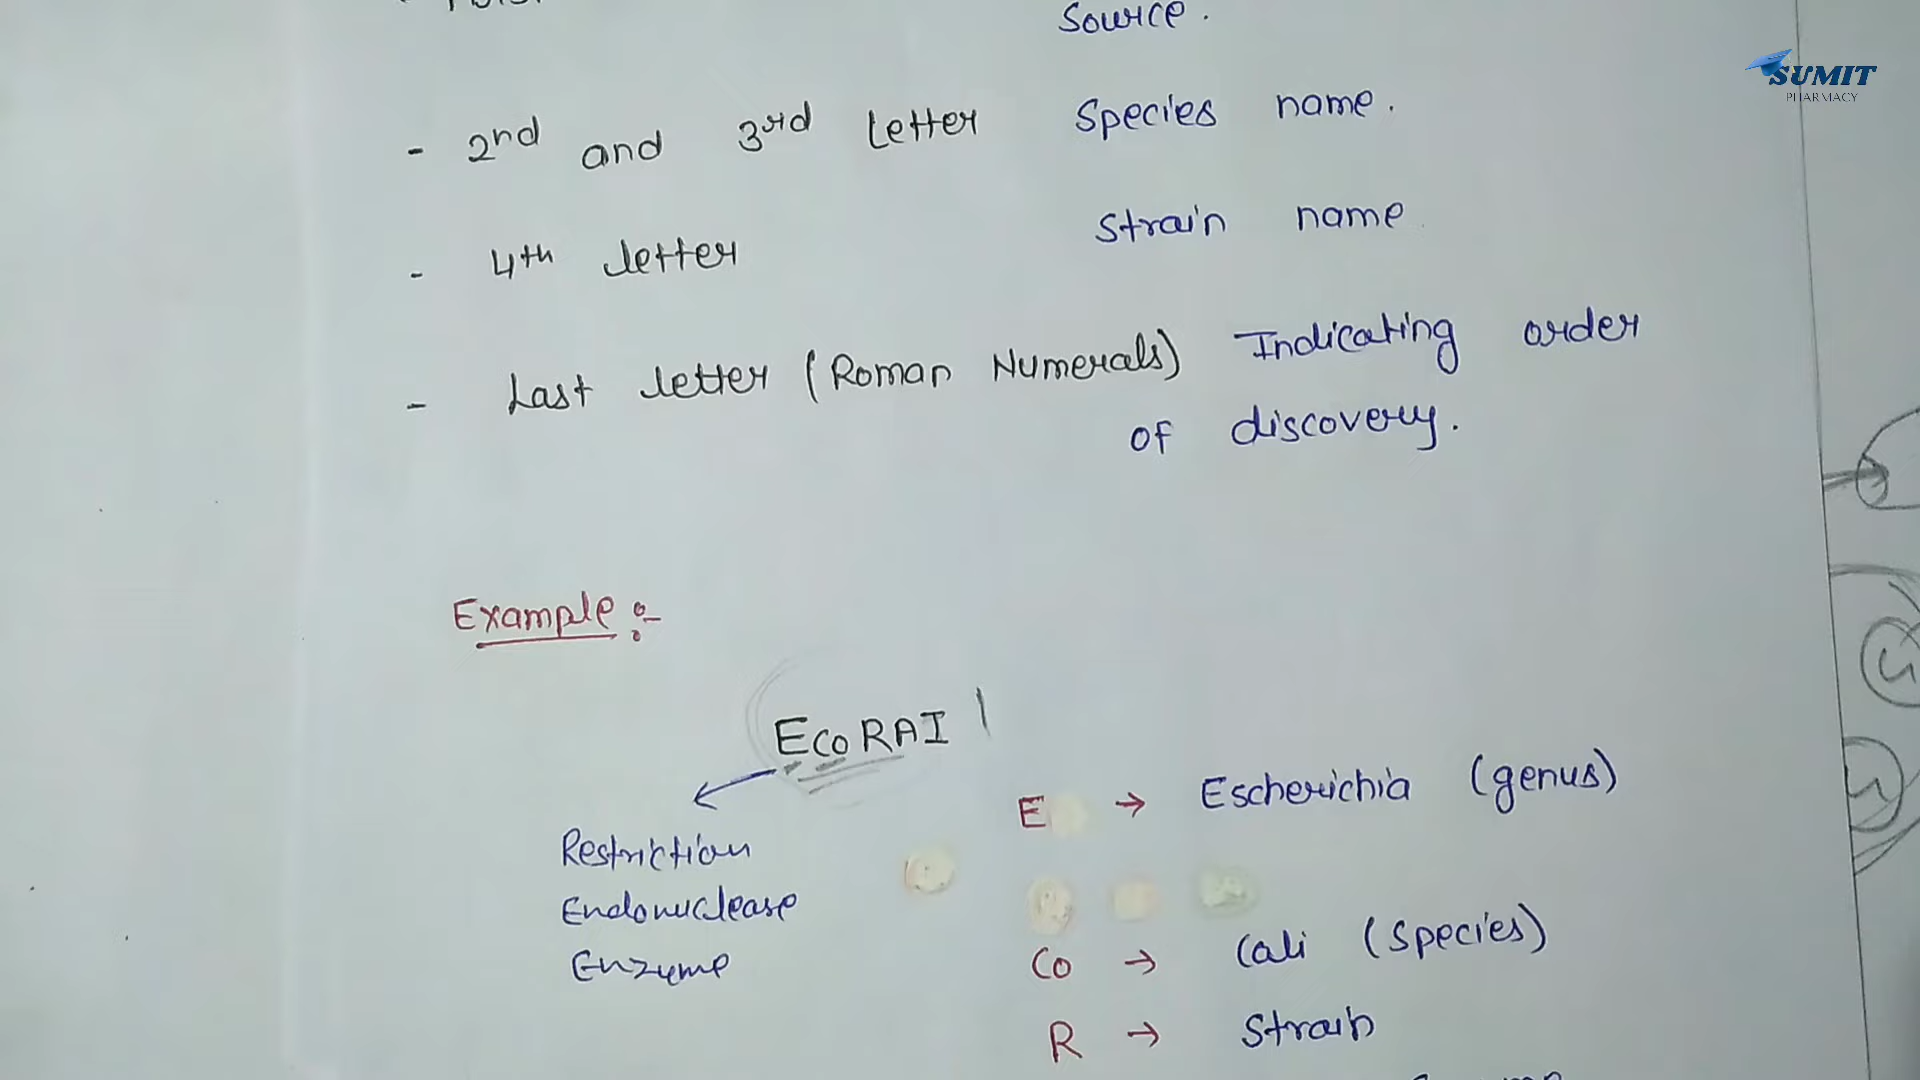 Source.
SUMIT
PHARMACY
- 2nd and 3rd letter Species name.
- 4th letter Strain name
- Last letter (Roman Numerals) Indicating order
of discovery.
Example :-
EcoRAI
E → Escherichia (genus)
Restriction
Endonuclease
Enzyme
Co → Cali (species)
R → Strain